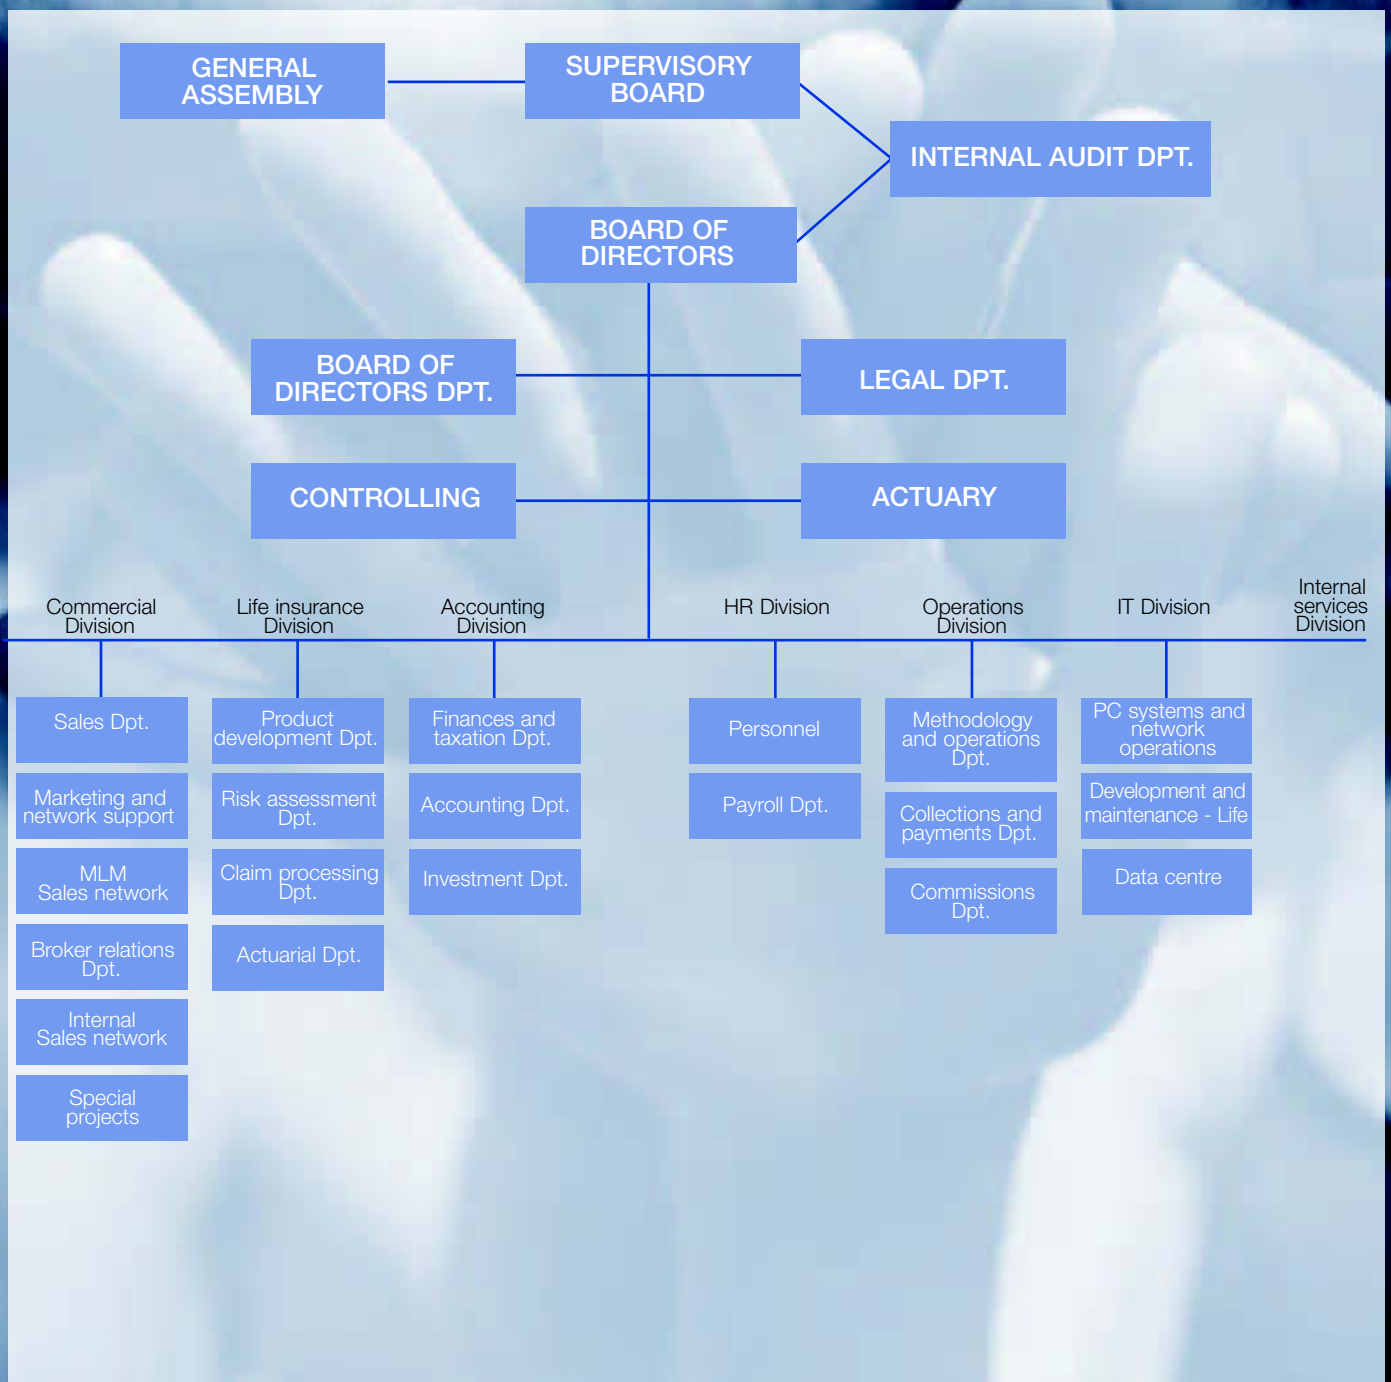 GENERAL
ASSEMBLY
SUPERVISORY
BOARD
INTERNAL AUDIT DPT.
BOARD OF
DIRECTORS
BOARD OF
DIRECTORS DPT.
LEGAL DPT.
CONTROLLING
ACTUARY
Commercial
Division
Life insurance
Division
Accounting
Division
HR Division
Operations
Division
IT Division
Internal
services
Division
Sales Dpt.
Marketing and
network support
MLM
Sales network
Broker relations
Dpt.
Internal
Sales network
Special
projects
Product
development Dpt.
Risk assessment
Dpt.
Claim processing
Dpt.
Actuarial Dpt.
Finances and
taxation Dpt.
Accounting Dpt.
Investment Dpt.
Personnel
Payroll Dpt.
Methodology
and operations
Dpt.
Collections and
payments Dpt.
Commissions
Dpt.
PC systems and
network
operations
Development and
maintenance - Life
Data centre